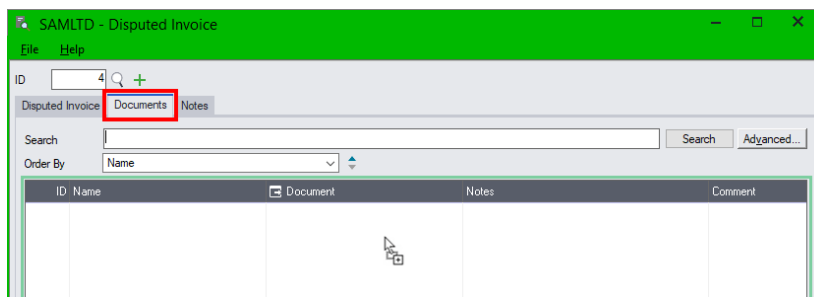 SAMLTD - Disputed Invoice
File Help
ID 4
Disputed Invoice Documents Notes
Search Search Advanced...
Order By Name
ID Name Document Notes Comment